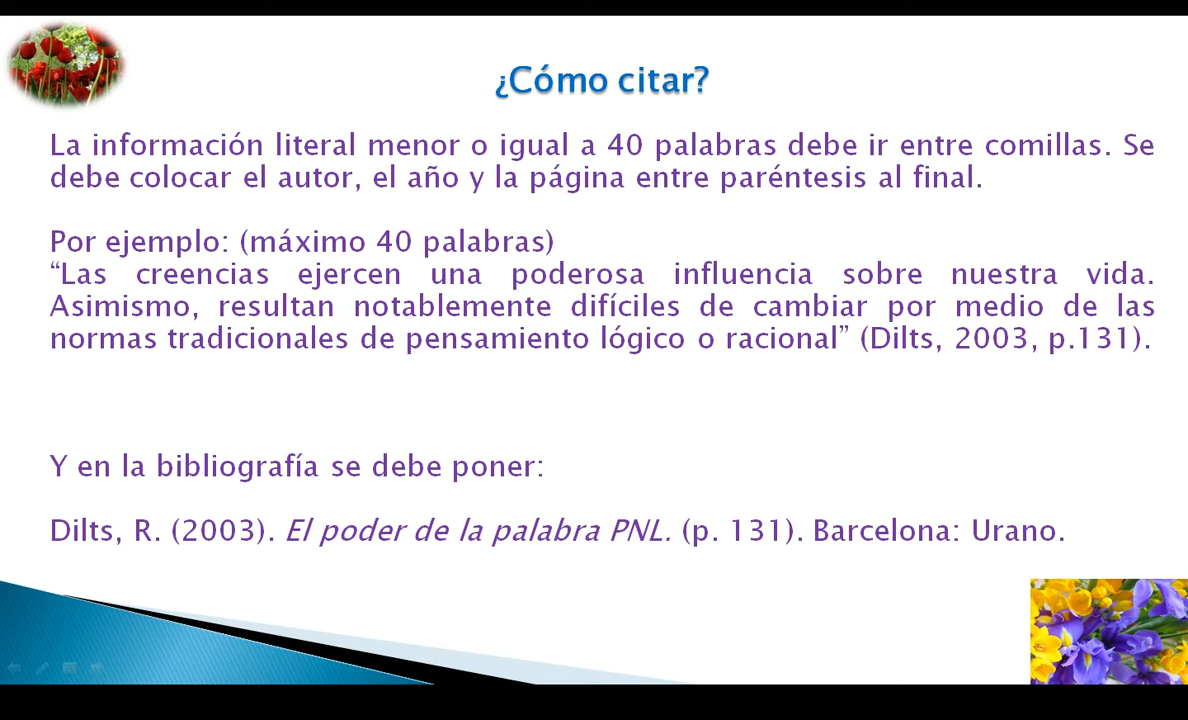 ¿Cómo citar?
La información literal menor o igual a 40 palabras debe ir entre comillas. Se
debe colocar el autor, el año y la página entre paréntesis al final.
Por ejemplo: (máximo 40 palabras)
“Las creencias ejercen una poderosa influencia sobre nuestra vida.
Asimismo, resultan notablemente difíciles de cambiar por medio de las
normas tradicionales de pensamiento lógico o racional” (Dilts, 2003, p.131).
Y en la bibliografía se debe poner:
Dilts, R. (2003). El poder de la palabra PNL. (p. 131). Barcelona: Urano.